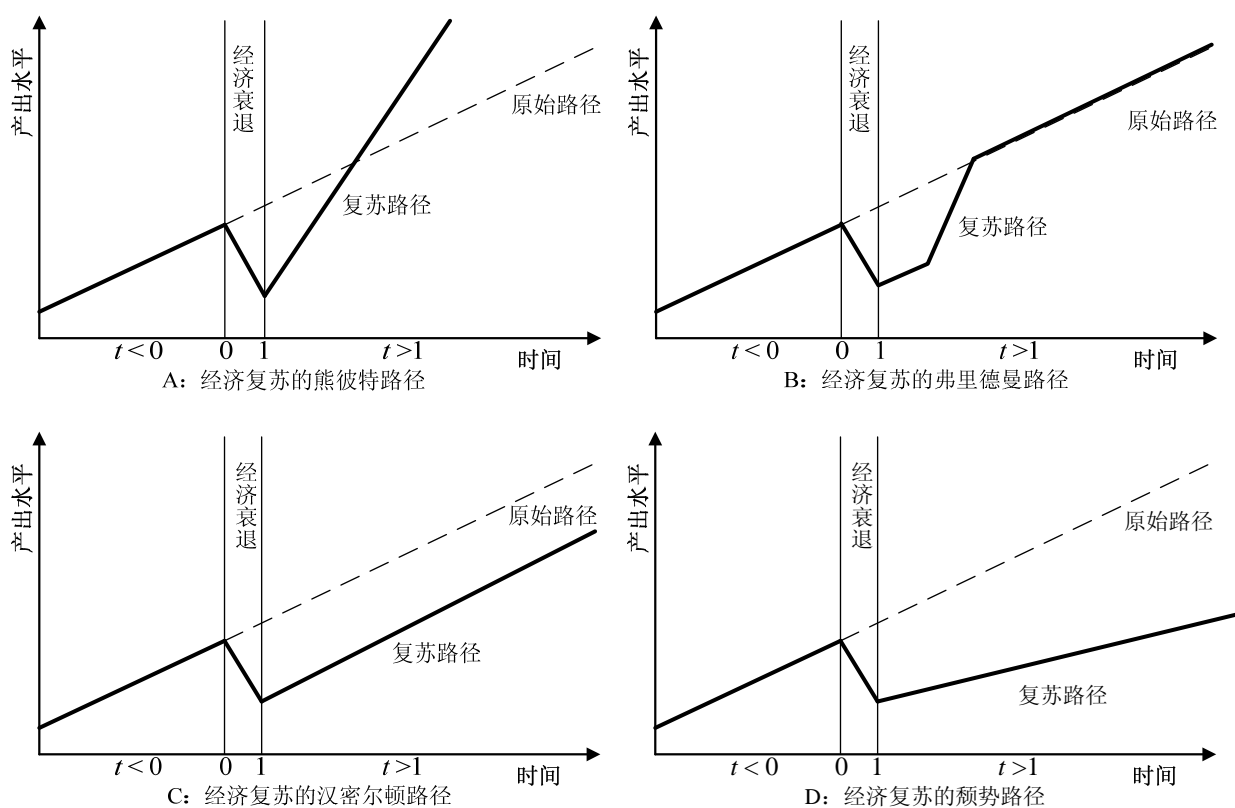 产出水平
经济衰退
原始路径
复苏路径
t < 0
0
1
t >1
时间
A：经济复苏的熊彼特路径
产出水平
经济衰退
原始路径
复苏路径
t < 0
0
1
t >1
时间
B：经济复苏的弗里德曼路径
产出水平
经济衰退
原始路径
复苏路径
t < 0
0
1
t >1
时间
C：经济复苏的汉密尔顿路径
产出水平
经济衰退
原始路径
复苏路径
t < 0
0
1
t >1
时间
D：经济复苏的颓势路径